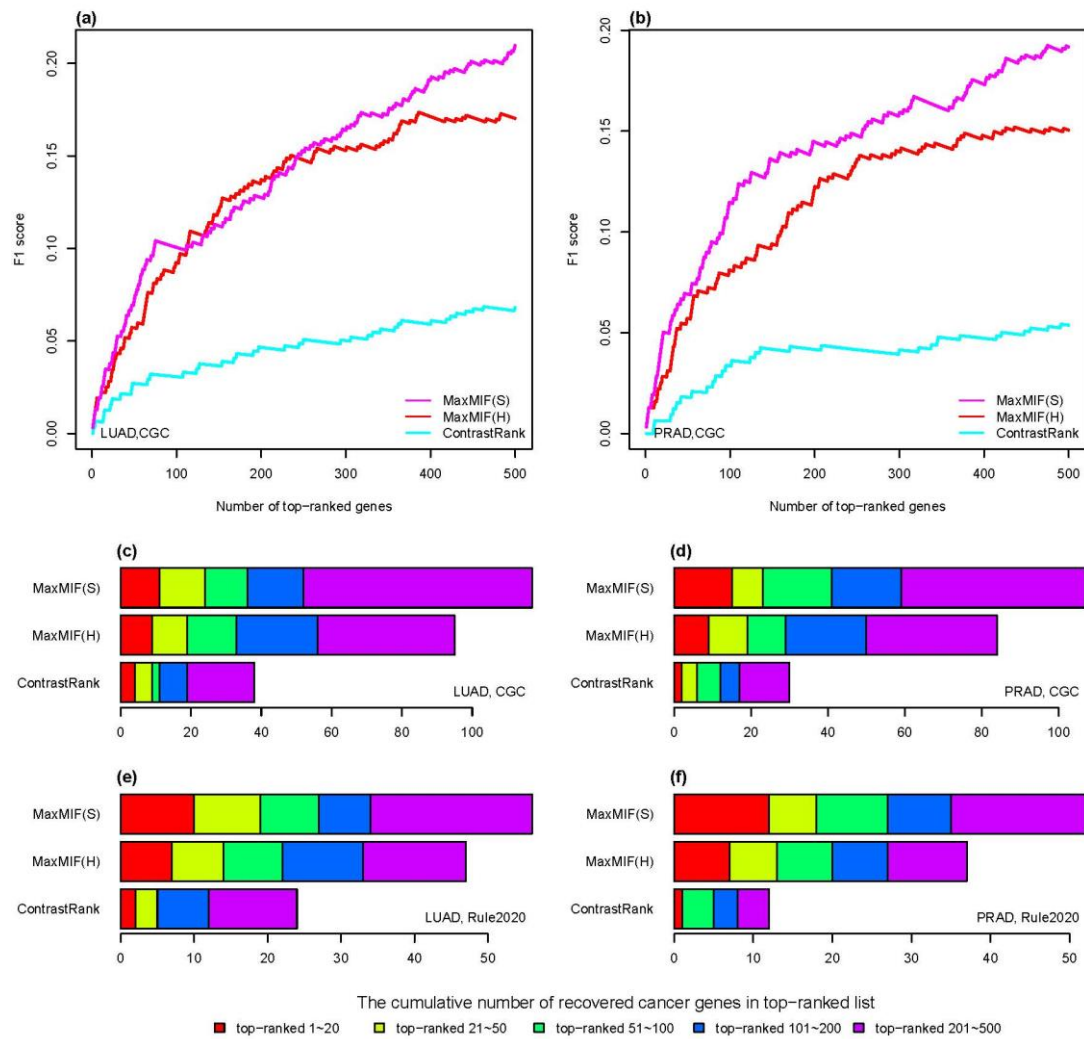 (a)
0.20
0.15
0.10
0.05
0.00
F1 score
MaxMIF(S)
MaxMIF(H)
ContrastRank
LUAD,CGC
0 100 200 300 400 500
Number of top-ranked genes
(b)
0.20
0.15
0.10
0.05
0.00
F1 score
MaxMIF(S)
MaxMIF(H)
ContrastRank
PRAD,CGC
0 100 200 300 400 500
Number of top-ranked genes
(c)
MaxMIF(S)
MaxMIF(H)
ContrastRank
LUAD, CGC
0 20 40 60 80 100
(d)
MaxMIF(S)
MaxMIF(H)
ContrastRank
PRAD, CGC
0 20 40 60 80 100
(e)
MaxMIF(S)
MaxMIF(H)
ContrastRank
LUAD, Rule2020
0 10 20 30 40 50
(f)
MaxMIF(S)
MaxMIF(H)
ContrastRank
PRAD, Rule2020
0 10 20 30 40 50
The cumulative number of recovered cancer genes in top-ranked list
top-ranked 1~20 top-ranked 21~50 top-ranked 51~100 top-ranked 101~200 top-ranked 201~500